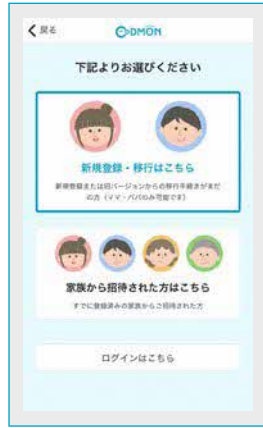 戻る
CODMON
下記よりお選びください
新規登録・移行はこちら
新規登録または旧バージョンからの移行手続きがまだ
の方(ママ・パパのみ可能です)
家族から招待された方はこちら
すでに登録済みの家族からご招待された方
ログインはこちら